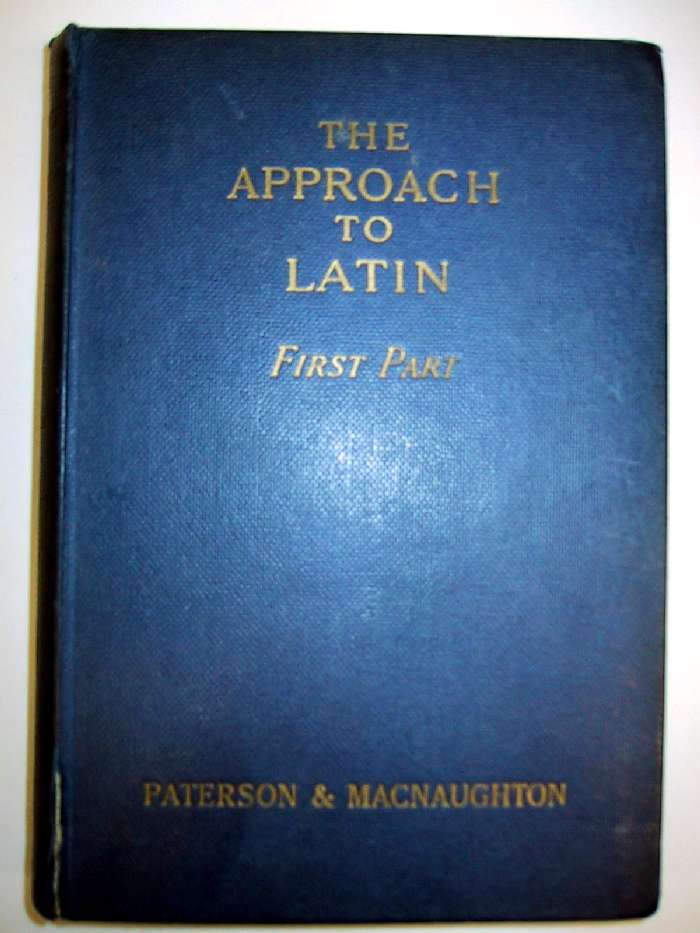 THE
APPROACH
TO
LATIN
FIRST PART
PATERSON & MACNAUGHTON